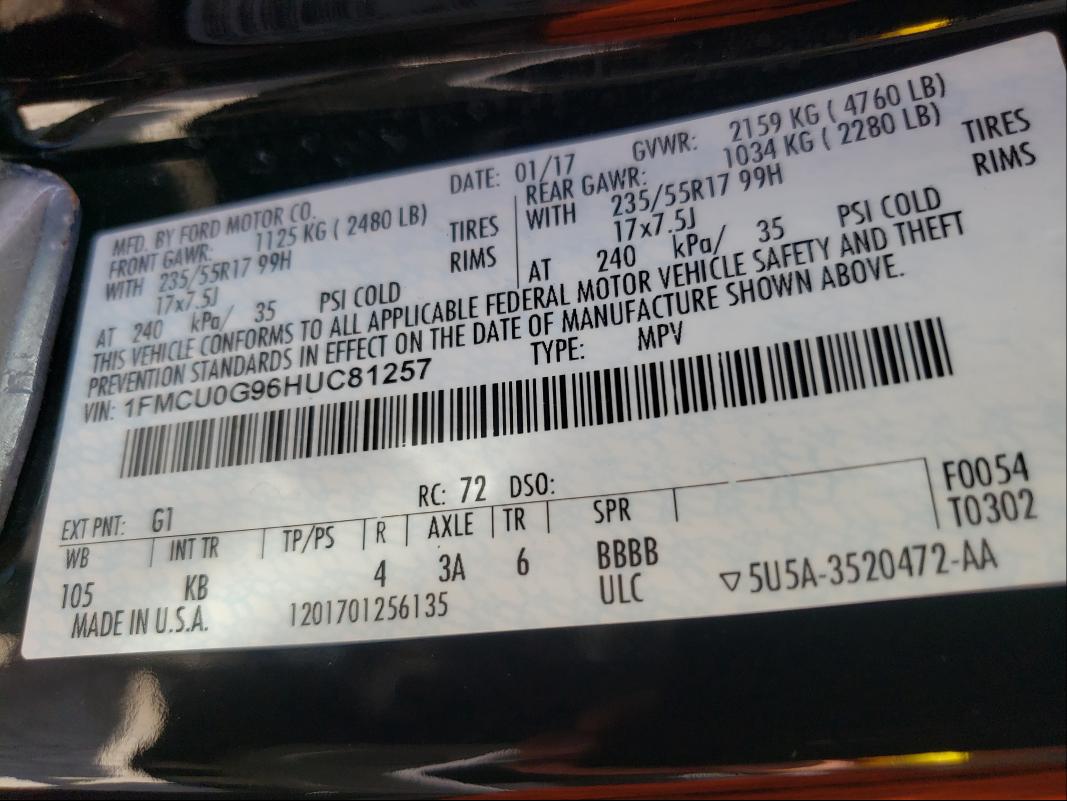 MFD. BY FORD MOTOR CO. DATE: 01/17 GVWR: 2159 KG ( 4760 LB)
FRONT GAWR: 1125 KG ( 2480 LB)
WITH 235/55R17 99H TIRES
17x7.5J RIMS
AT 240 kPa/ 35 PSI COLD
REAR GAWR: 1034 KG ( 2280 LB)
WITH 235/55R17 99H TIRES
17x7.5J RIMS
AT 240 kPa/ 35 PSI COLD
THIS VEHICLE CONFORMS TO ALL APPLICABLE FEDERAL MOTOR VEHICLE SAFETY AND THEFT
PREVENTION STANDARDS IN EFFECT ON THE DATE OF MANUFACTURE SHOWN ABOVE.
VIN: 1FMCU0G96HUC81257 TYPE: MPV
EXT PNT: G1 RC: 72 DSO:
WB INT TR TP/PS R AXLE TR SPR F0054
T0302
105 KB 4 3A 6 BBBB
ULC
MADE IN U.S.A. 1201701256135 ▽5U5A-3520472-AA